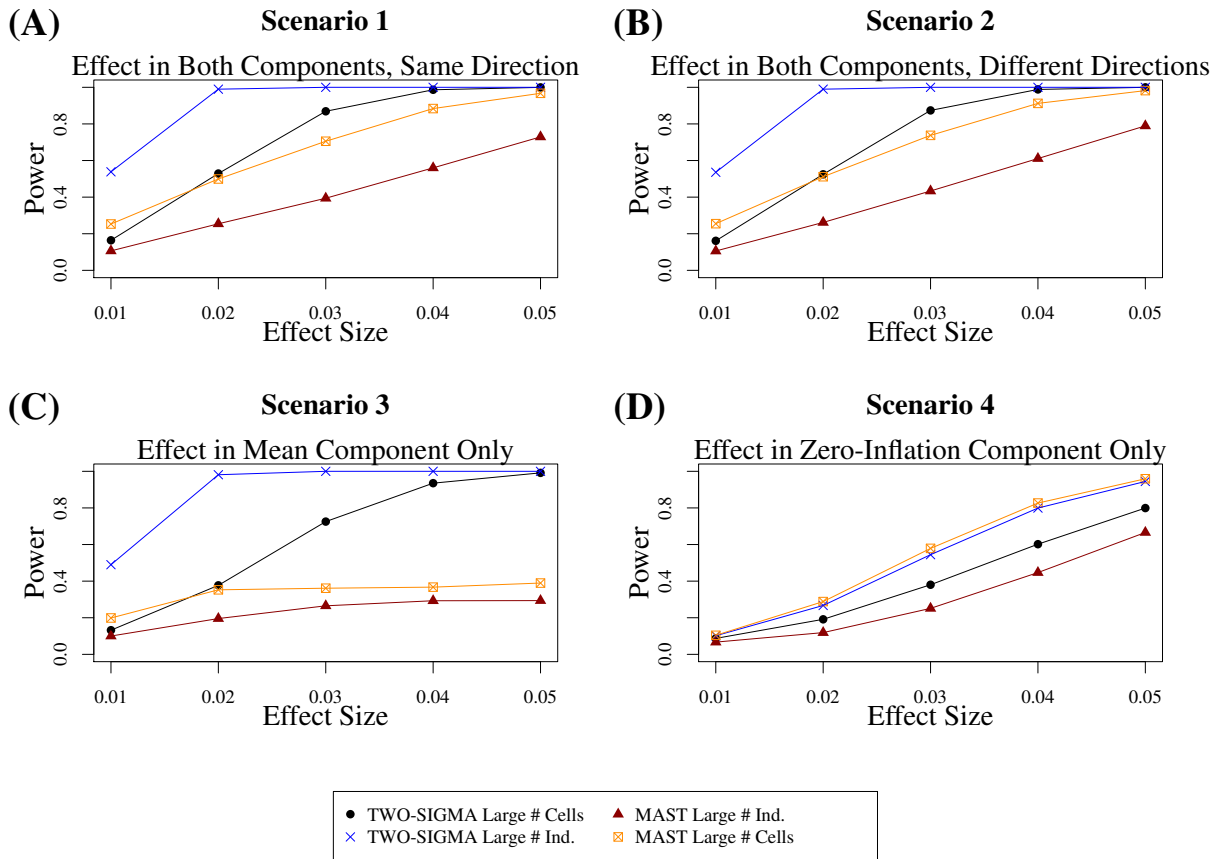 (A)
Scenario 1
Effect in Both Components, Same Direction
Power
0.0 0.4 0.8
0.01 0.02 0.03 0.04 0.05
Effect Size
(B)
Scenario 2
Effect in Both Components, Different Directions
Power
0.0 0.4 0.8
0.01 0.02 0.03 0.04 0.05
Effect Size
(C)
Scenario 3
Effect in Mean Component Only
Power
0.0 0.4 0.8
0.01 0.02 0.03 0.04 0.05
Effect Size
(D)
Scenario 4
Effect in Zero-Inflation Component Only
Power
0.0 0.4 0.8
0.01 0.02 0.03 0.04 0.05
Effect Size
TWO-SIGMA Large # Cells
TWO-SIGMA Large # Ind.
MAST Large # Ind.
MAST Large # Cells